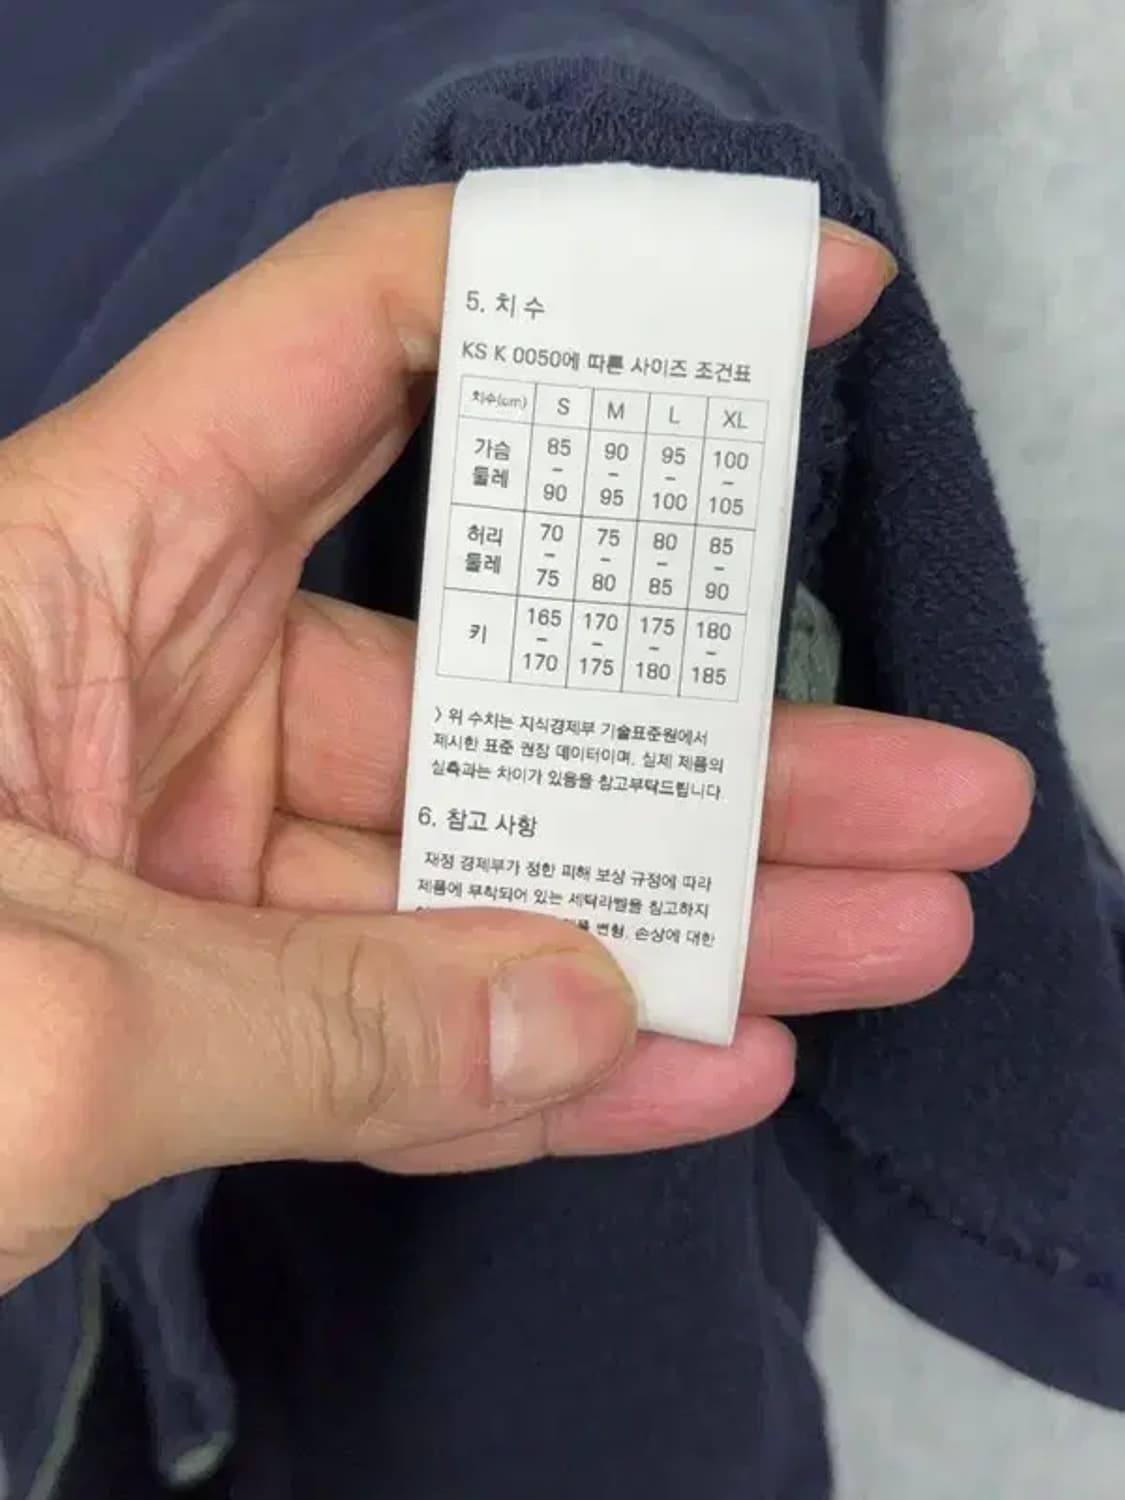 5. 치 수
KS K 0050에 따른 사이즈 조건표
치수(cm) S M L XL
가슴 둘레 85 - 90 90 - 95 95 - 100 100 - 105
허리 둘레 70 - 75 75 - 80 80 - 85 85 - 90
키 165 - 170 170 - 175 175 - 180 180 - 185
> 위 수치는 지식경제부 기술표준원에서
제시한 표준 권장 데이터이며, 실제 제품의
실측과는 차이가 있음을 참고부탁드립니다.
6. 참고 사항
재정 경제부가 정한 피해 보상 규정에 따라
제품에 부착되어 있는 세탁라벨을 참고하지
변형, 손상에 대한